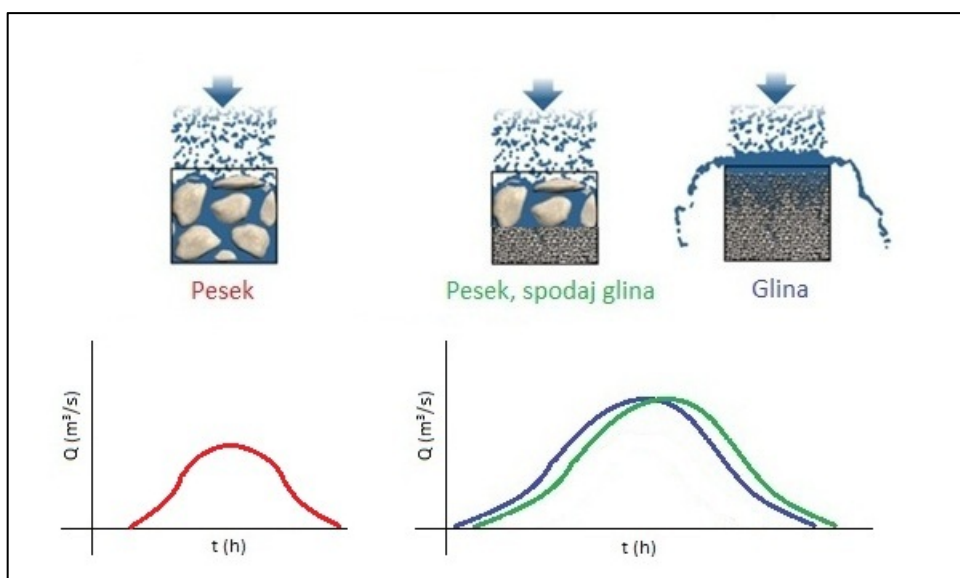 Pesek
Pesek, spodaj glina
Glina
Q (m³/s)
t (h)
Q (m³/s)
t (h)